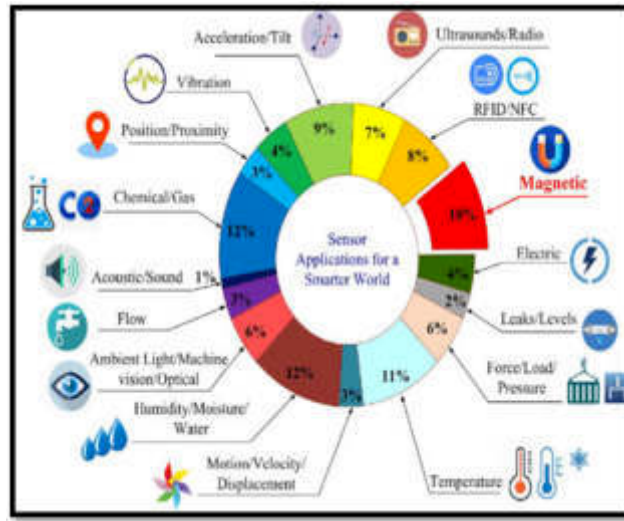 Acceleration/Tilt
Ultrasounds/Radio
Vibration
RFID/NFC
9%
7%
4%
8%
Position/Proximity
3%
Magnetic
10%
Chemical/Gas
12%
Sensor
Applications for a
Smarter World
Electric
4%
Acoustic/Sound
1%
Leaks/Levels
2%
Flow
3%
Ambient Light/Machine
vision/Optical
6%
6%
Force/Load/
Pressure
12%
11%
3%
Humidity/Moisture/
Water
Motion/Velocity/
Displacement
Temperature